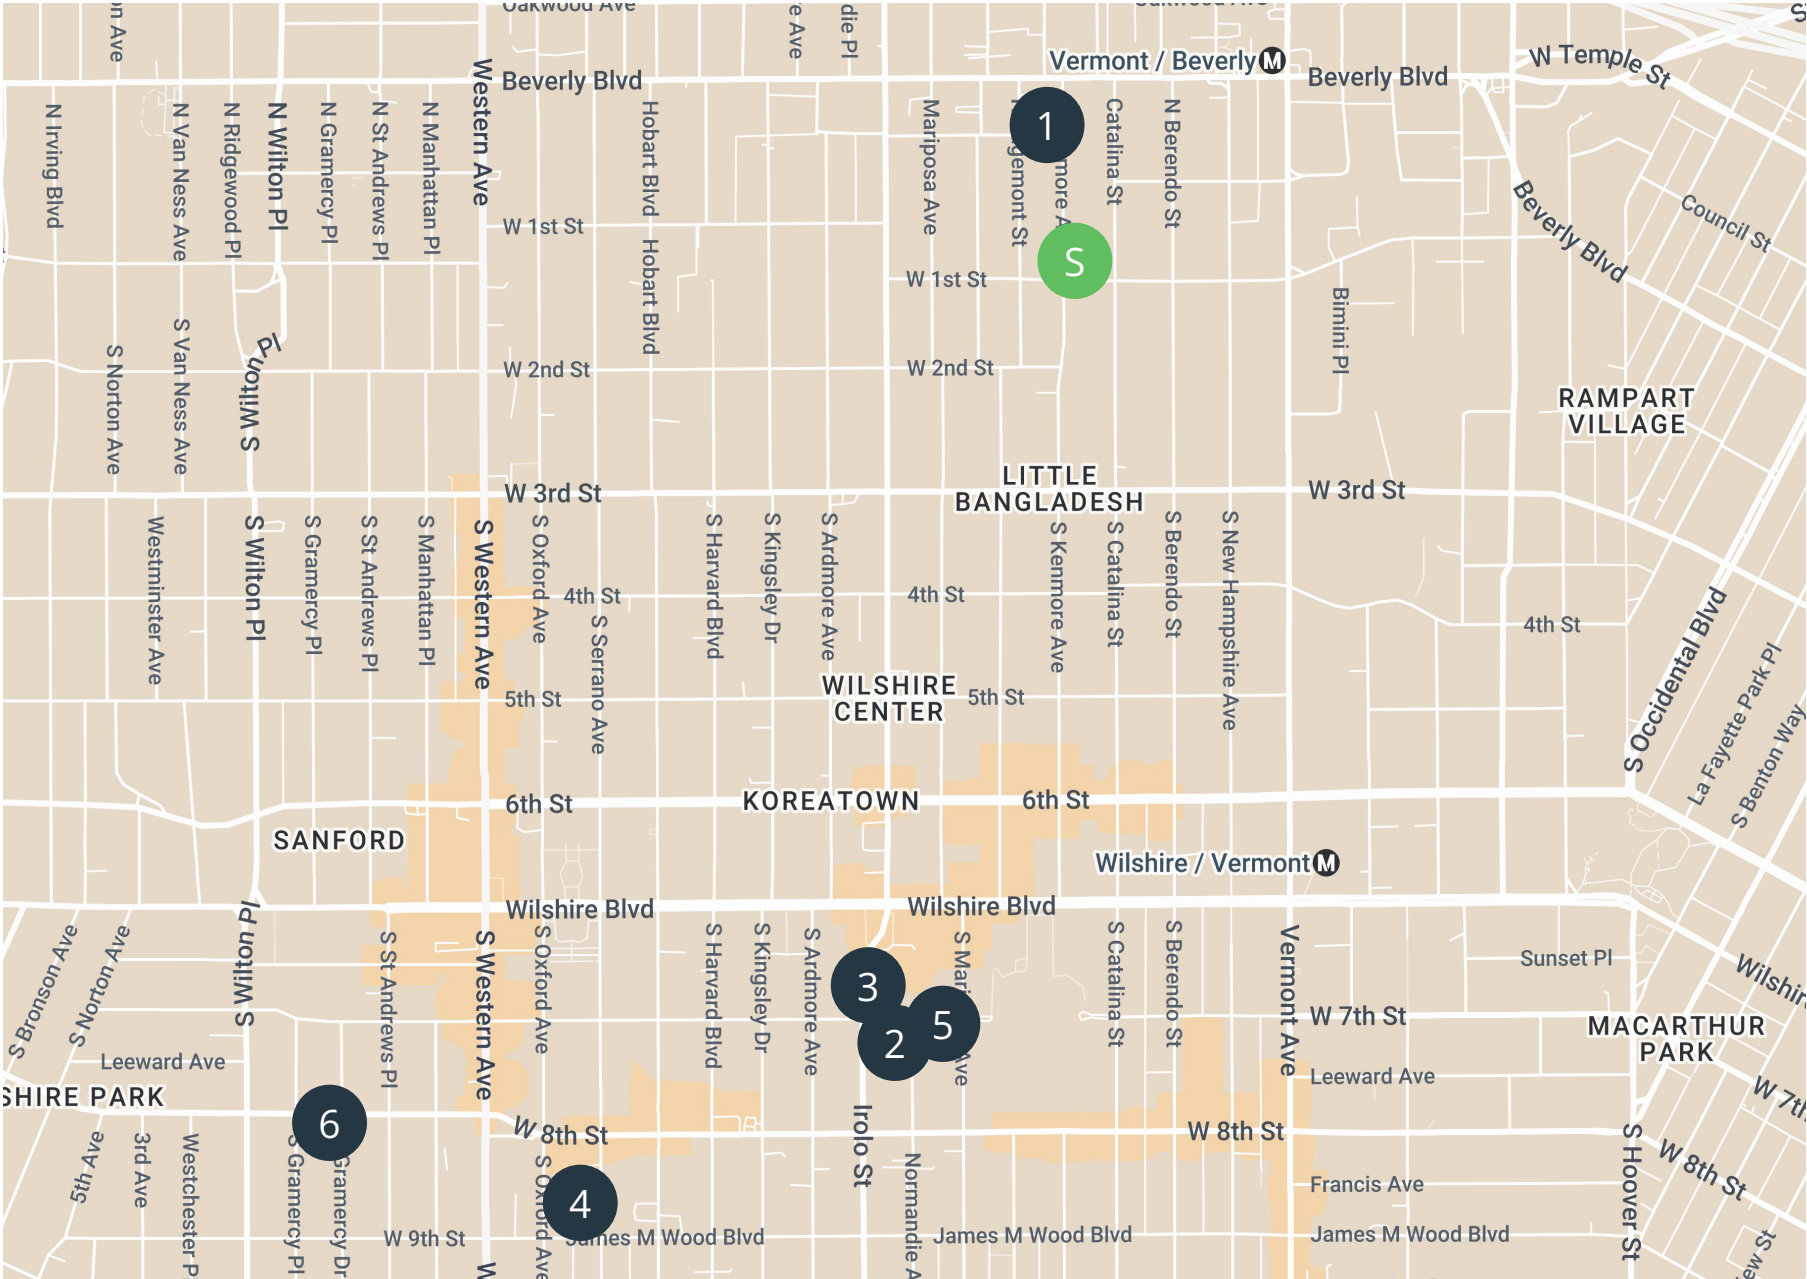 Oakwood Ave
Vermont / Beverly
M
Beverly Blvd
Beverly Blvd
W Temple St
N Irving Blvd
N Van Ness Ave
N Ridgewood Pl
N Wilton Pl
N Gramercy Pl
N St Andrews Pl
N Manhattan Pl
Western Ave
Hobart Blvd
Mariposa Ave
1
Catalina St
N Berendo St
Beverly Blvd
Council St
W 1st St
Hobart Blvd
W 1st St
S
Bimini Pl
S Norton Ave
S Van Ness Ave
S Wilton Pl
W 2nd St
W 2nd St
RAMPART
VILLAGE
LITTLE
BANGLADESH
W 3rd St
W 3rd St
Westminster Ave
S Wilton Pl
S Gramercy Pl
S St Andrews Pl
S Manhattan Pl
S Western Ave
S Oxford Ave
S Serrano Ave
S Harvard Blvd
S Kingsley Dr
S Ardmore Ave
S Kenmore Ave
S Catalina St
S Berendo St
S New Hampshire Ave
4th St
4th St
4th St
S Occidental Blvd
La Fayette Park Pl
S Benton Way
WILSHIRE
CENTER
5th St
5th St
6th St
KOREATOWN
6th St
SANFORD
Wilshire / Vermont
M
Wilshire Blvd
Wilshire Blvd
S Bronson Ave
S Norton Ave
S Wilton Pl
S St Andrews Pl
S Western Ave
S Oxford Ave
S Harvard Blvd
S Kingsley Dr
S Ardmore Ave
3
2
5
S Catalina St
S Berendo St
Vermont Ave
Sunset Pl
W 7th St
MACARTHUR
PARK
Leeward Ave
Leeward Ave
SHIRE PARK
6
W 8th St
W 8th St
W 8th St
S Hoover St
Irolo St
5th Ave
3rd Ave
S Gramercy Pl
Gramercy Dr
W 9th St
S Oxford Ave
4
James M Wood Blvd
James M Wood Blvd
James M Wood Blvd
Francis Ave